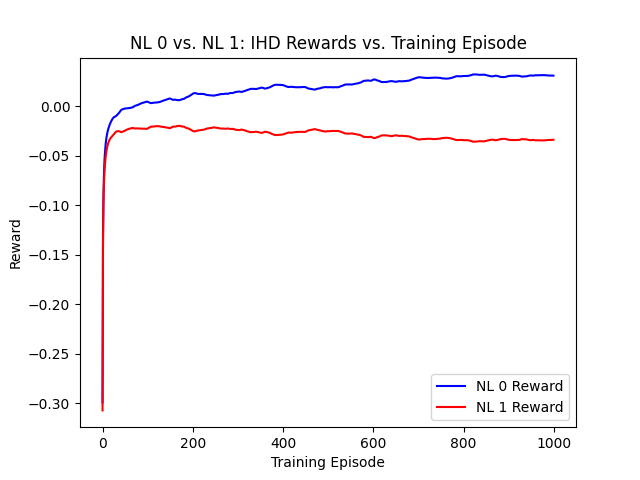 NL 0 vs. NL 1: IHD Rewards vs. Training Episode
Reward
0.00
−0.05
−0.10
−0.15
−0.20
−0.25
−0.30
NL 0 Reward
NL 1 Reward
0 200 400 600 800 1000
Training Episode